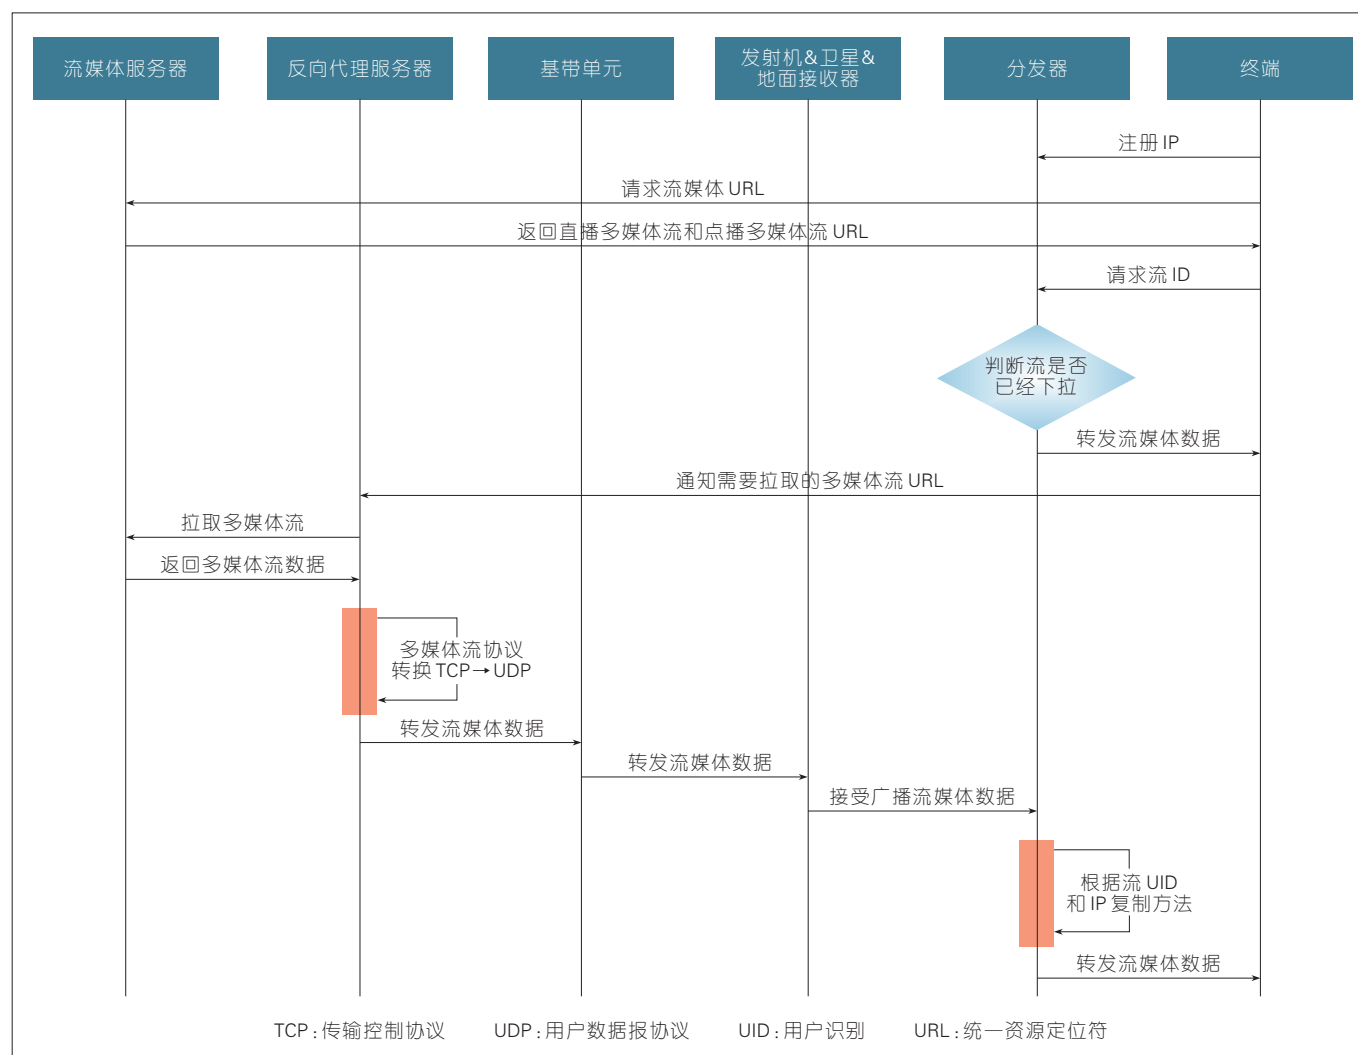 流媒体服务器
反向代理服务器
基带单元
发射机&卫星&
地面接收器
分发器
终端
注册 IP
请求流媒体 URL
返回直播多媒体流和点播多媒体流 URL
请求流 ID
判断流是否
已经下拉
转发流媒体数据
通知需要拉取的多媒体流 URL
拉取多媒体流
返回多媒体流数据
多媒体流协议
转换 TCP→UDP
转发流媒体数据
转发流媒体数据
接受广播流媒体数据
根据流 UID
和 IP 复制方法
转发流媒体数据
TCP:传输控制协议 UDP:用户数据报协议 UID:用户识别 URL:统一资源定位符